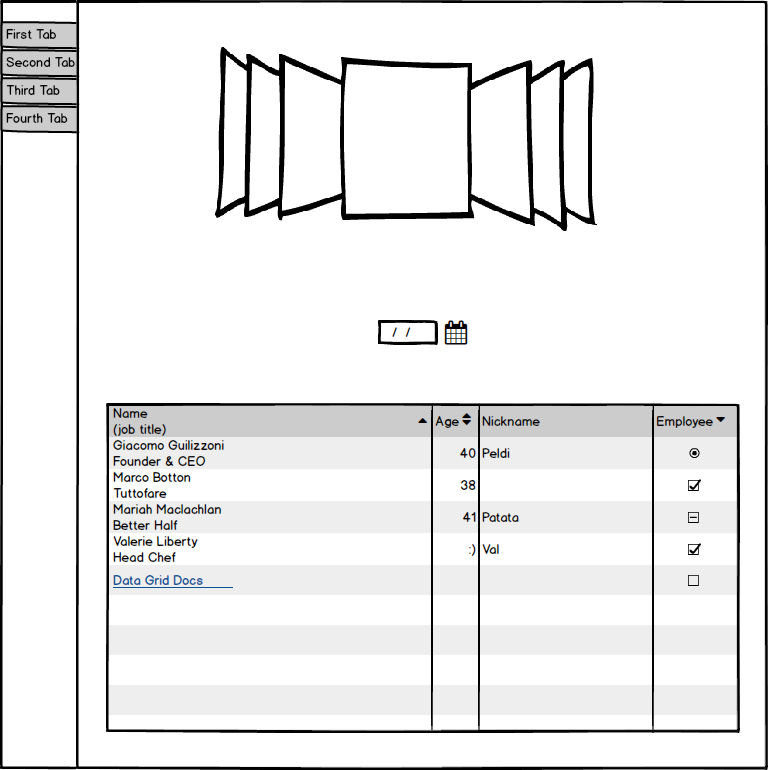 First Tab
Second Tab
Third Tab
Fourth Tab
/ /
Name
(job title)
Age
Nickname
Employee
Giacomo Guilizzoni
Founder & CEO
40
Peldi
Marco Botton
Tuttofare
38
Mariah Maclachlan
Better Half
41
Patata
Valerie Liberty
Head Chef
:)
Val
Data Grid Docs